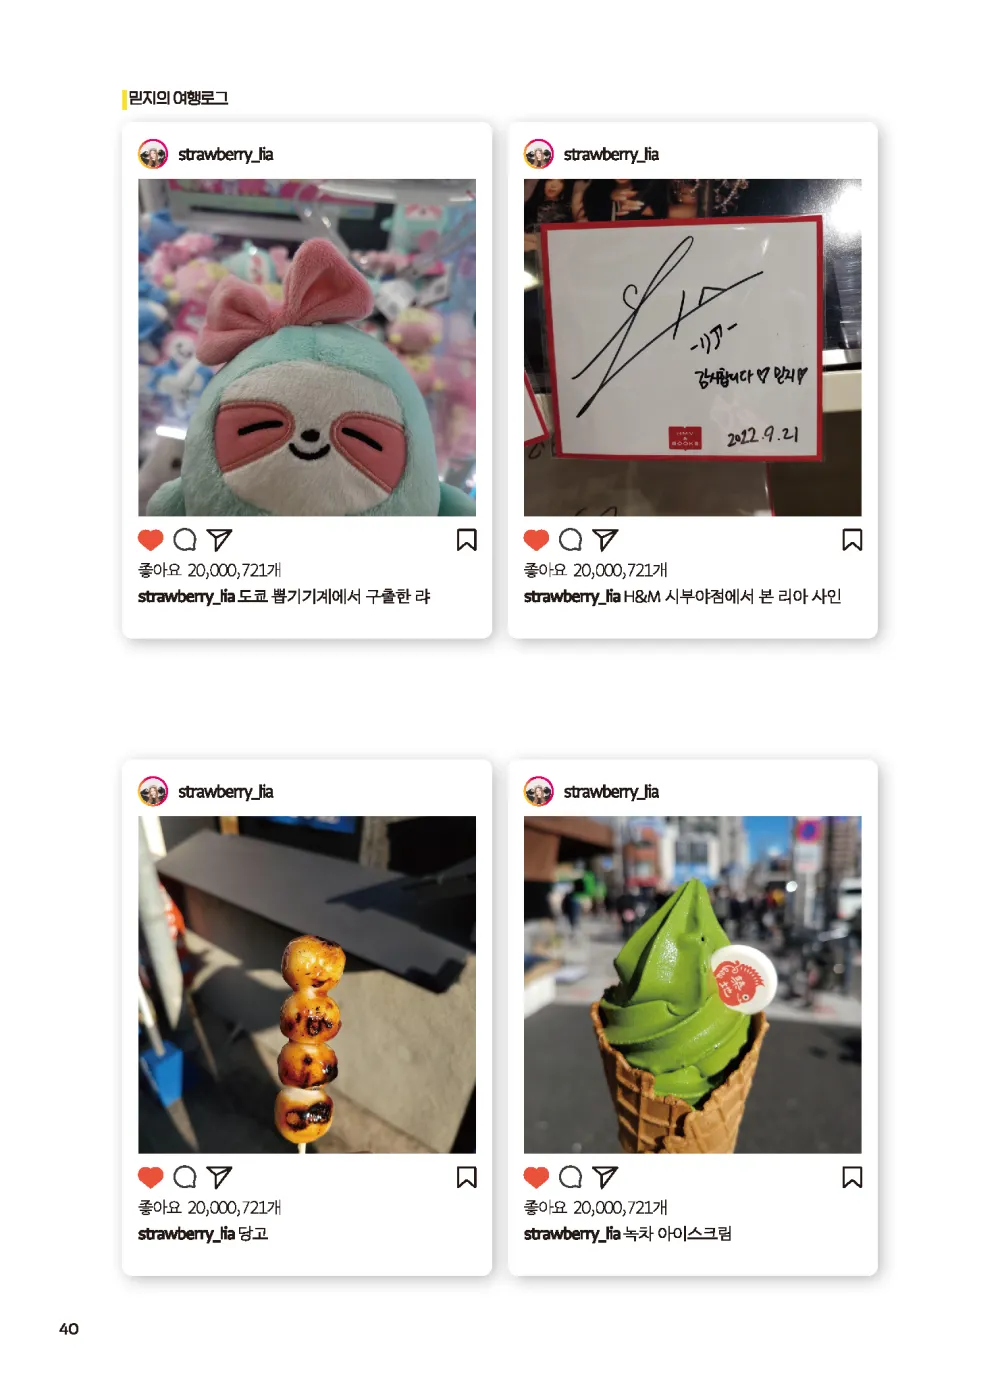 믿지의 여행로그
strawberry_lia
strawberry_lia
-リア-
감사합니다♡ 믿지♡
HMV
&
BOOKS
2022.9.21
좋아요 20,000,721개
strawberry_lia 도쿄 뽑기기계에서 구출한 랴
좋아요 20,000,721개
strawberry_lia H&M 시부야점에서 본 리아 사인
strawberry_lia
strawberry_lia
좋아요 20,000,721개
strawberry_lia 당고
좋아요 20,000,721개
strawberry_lia 녹차 아이스크림
40